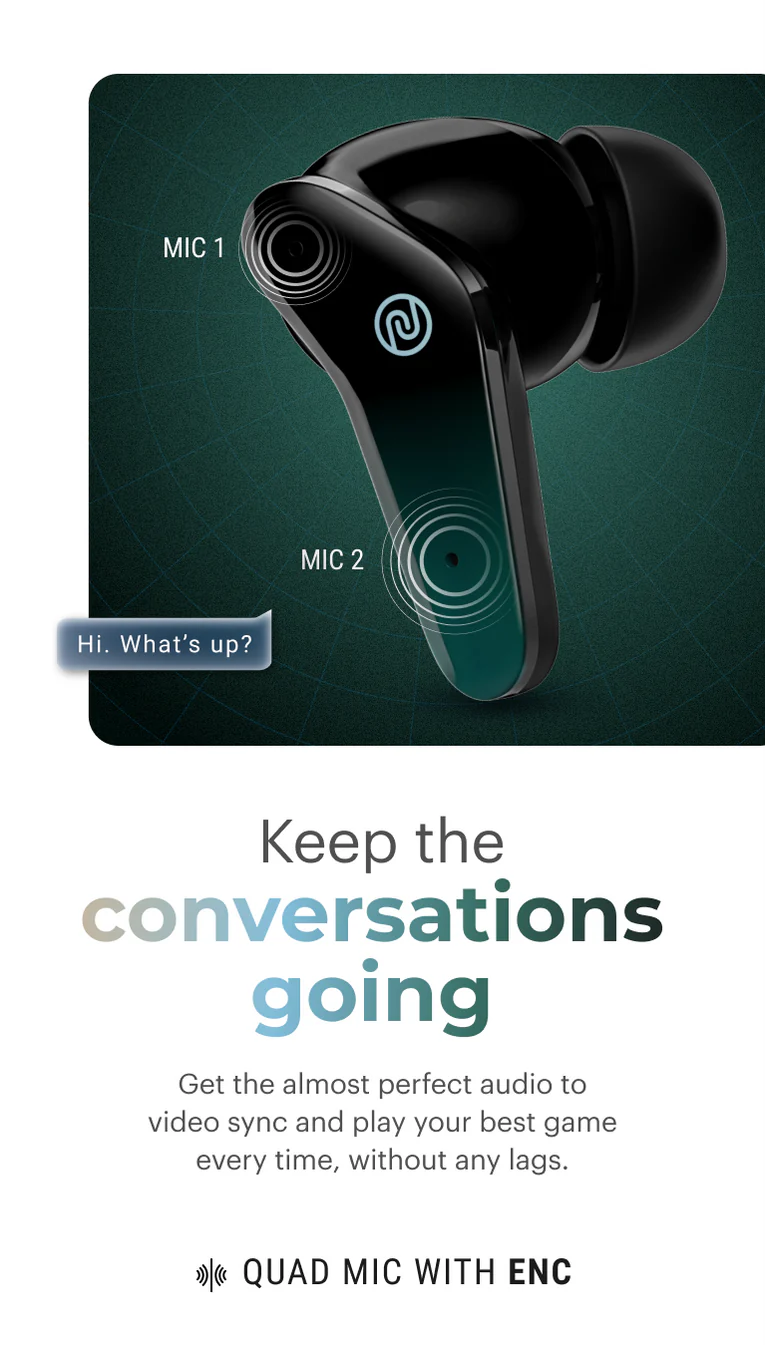 MIC 1
MIC 2
Hi. What’s up?
Keep the
conversations
going
Get the almost perfect audio to
video sync and play your best game
every time, without any lags.
QUAD MIC WITH ENC